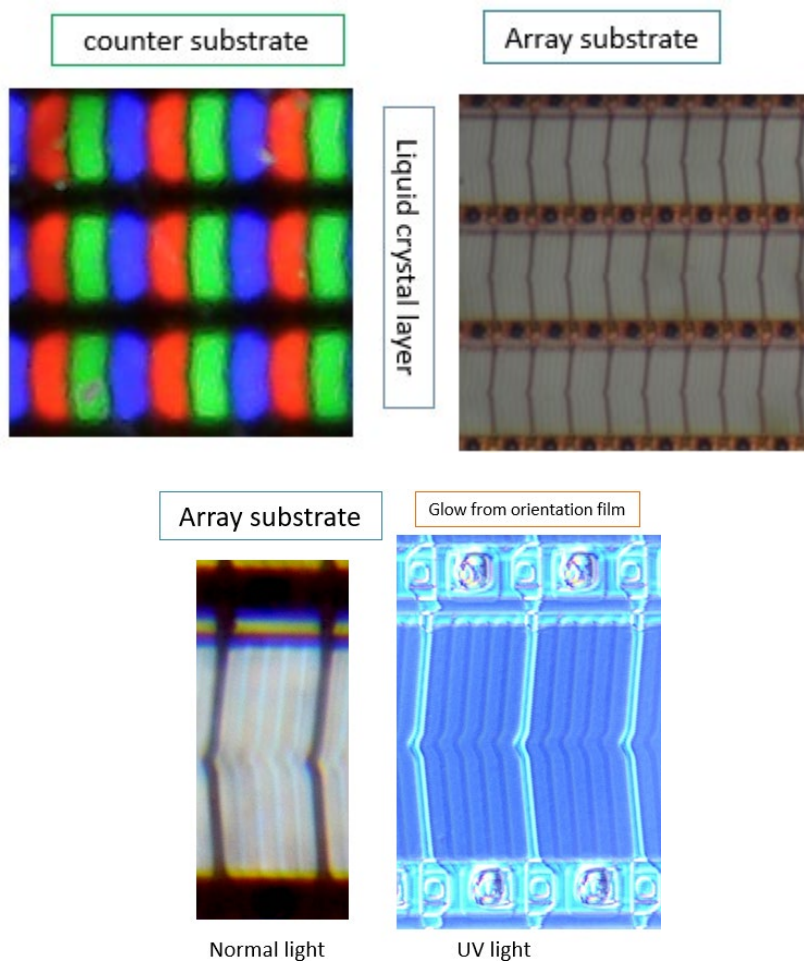 counter substrate
Array substrate
Liquid crystal layer
Array substrate
Glow from orientation film
Normal light
UV light